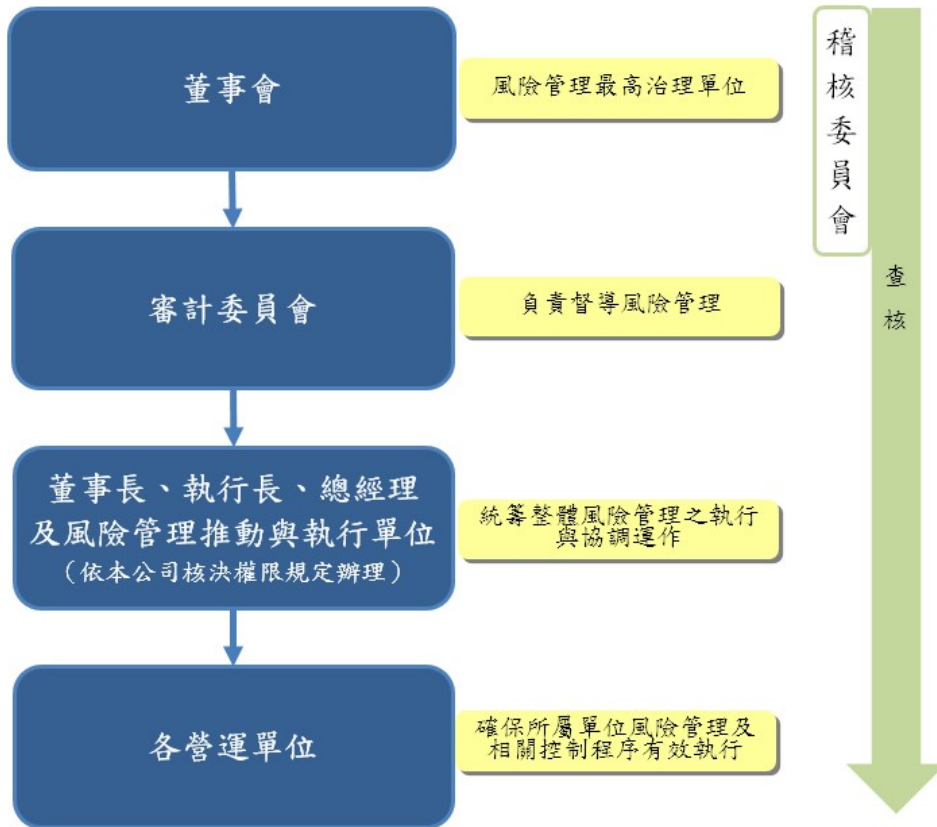 董事會
風險管理最高治理單位
審計委員會
負責督導風險管理
董事長、執行長、總經理
及風險管理推動與執行單位
(依本公司核決權限規定辦理)
統籌整體風險管理之執行
與協調運作
各營運單位
確保所屬單位風險管理及
相關控制程序有效執行
稽核委員會
查核